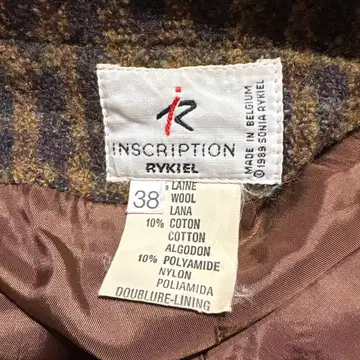 iR
INSCRIPTION
RYKIEL
MADE IN BELGIUM
© 1989 SONIA RYKIEL
38
LAINE
WOOL
LANA
10% COTON
COTTON
ALGODON
10% POLYAMIDE
NYLON
POLIAMIDA
DOUBLURE-LINING